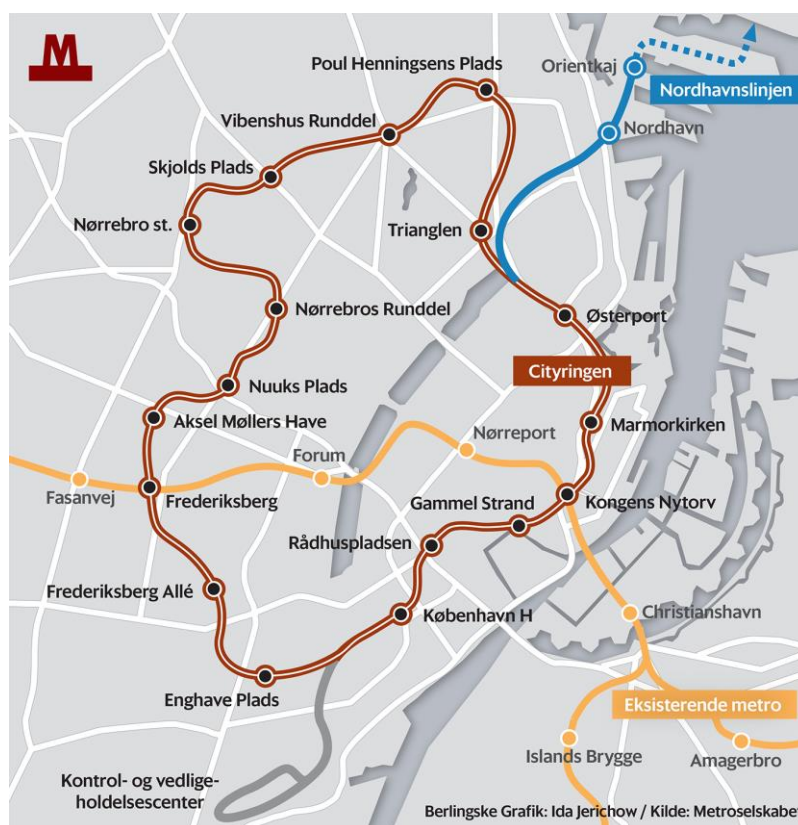 M
Poul Henningsens Plads
Orientkaj
Nordhavnslinjen
Vibenshus Runddel
Nordhavn
Skjolds Plads
Nørrebro st.
Trianglen
Nørrebros Runddel
Østerport
Cityringen
Nuuks Plads
Aksel Møllers Have
Marmorkirken
Nørreport
Forum
Fasanvej
Frederiksberg
Gammel Strand
Kongens Nytorv
Rådhuspladsen
Frederiksberg Allé
København H
Christianshavn
Enghave Plads
Eksisterende metro
Islands Brygge
Amagerbro
Kontrol- og vedlige-
holdelsescenter
Berlingske Grafik: Ida Jerichow / Kilde: Metroselskabet